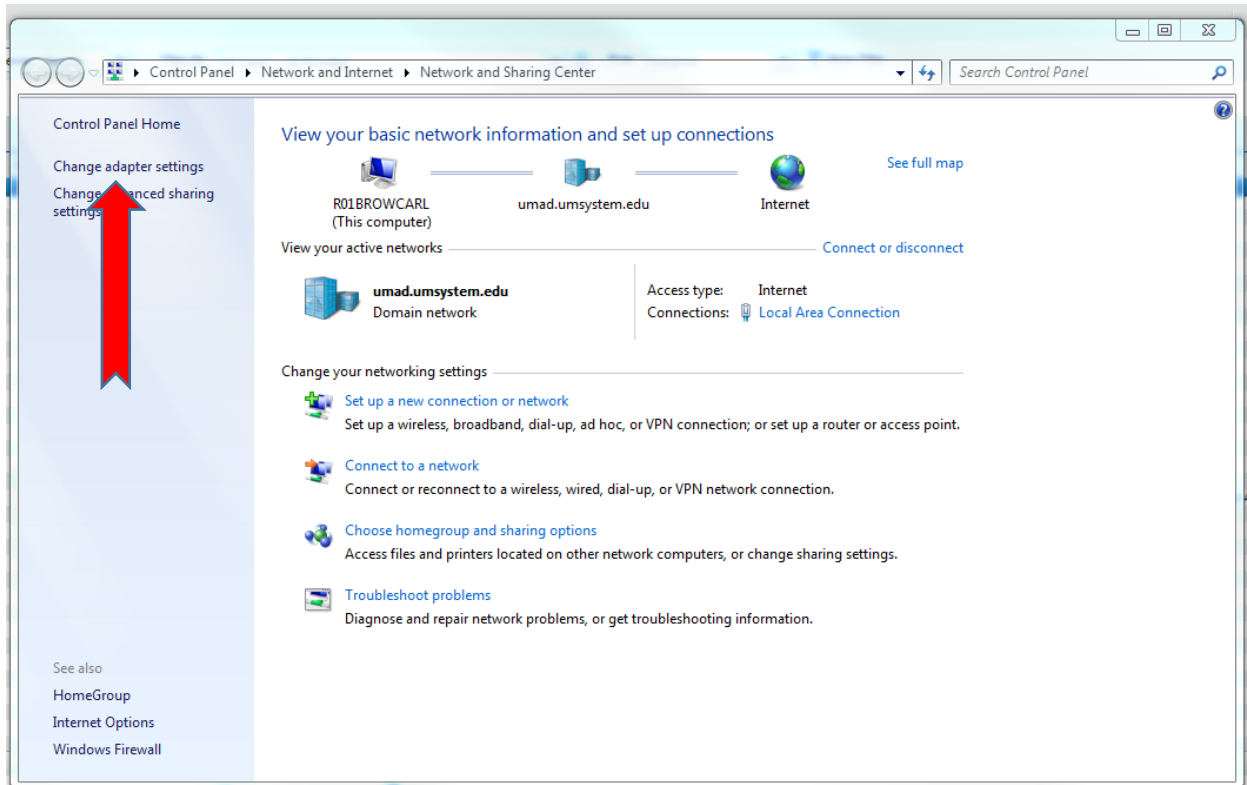 Control Panel Network and Internet Network and Sharing Center
Search Control Panel
Control Panel Home
Change adapter settings
Change advanced sharing
settings
View your basic network information and set up connections
See full map
R01BROWCARL
(This computer)
umad.umsystem.edu
Internet
View your active networks
Connect or disconnect
umad.umsystem.edu
Domain network
Access type: Internet
Connections: Local Area Connection
Change your networking settings
Set up a new connection or network
Set up a wireless, broadband, dial-up, ad hoc, or VPN connection; or set up a router or access point.
Connect to a network
Connect or reconnect to a wireless, wired, dial-up, or VPN network connection.
Choose homegroup and sharing options
Access files and printers located on other network computers, or change sharing settings.
Troubleshoot problems
Diagnose and repair network problems, or get troubleshooting information.
See also
HomeGroup
Internet Options
Windows Firewall